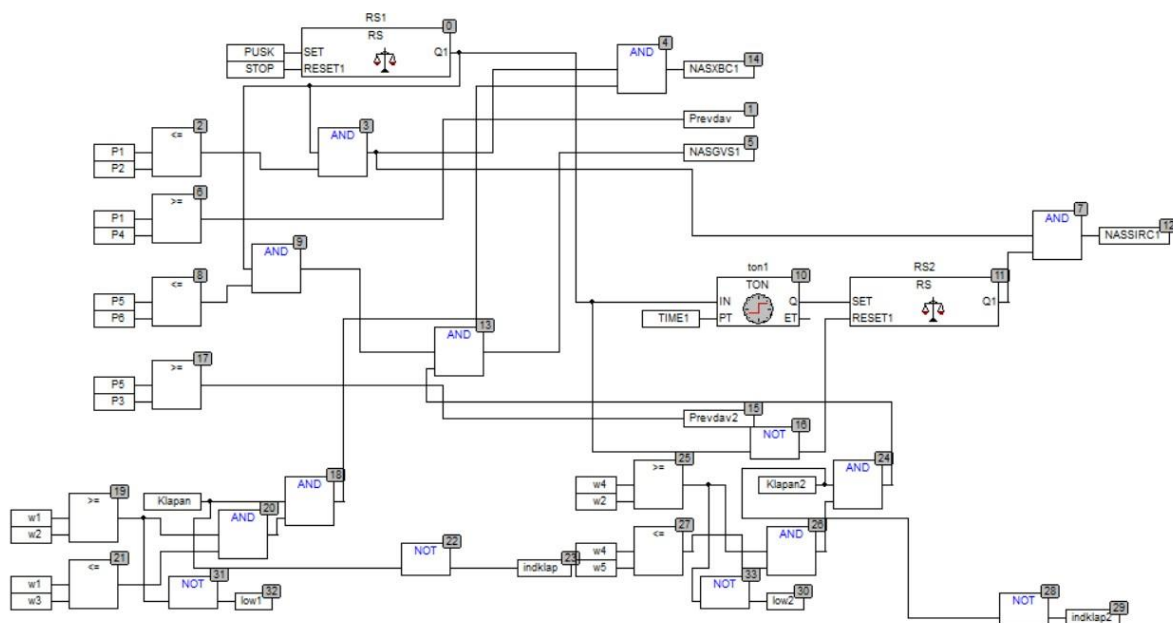 RS1
0
RS
PUSK SET Q1
STOP RESET1
4
AND
NASXBC1 14
Prevdav 1
NASGVS1 5
2
<=
P1
P2
3
AND
6
>=
P1
P4
7
AND
NASSIRC1 12
9
AND
8
<=
P5
P6
ton1 10
TON
IN Q
TIME1 PT ET
RS2 11
RS
SET Q1
RESET1
13
AND
17
>=
P5
P3
Prevdav2 15
16
NOT
18
AND
Klapan
19
>=
w1
w2
20
AND
21
<=
w1
w3
31
NOT
low1 32
22
NOT
indklap 23
25
>=
w4
w2
24
AND
Klapan2
27
<=
w4
w5
26
AND
33
NOT
low2 30
28
NOT
indklap2 29